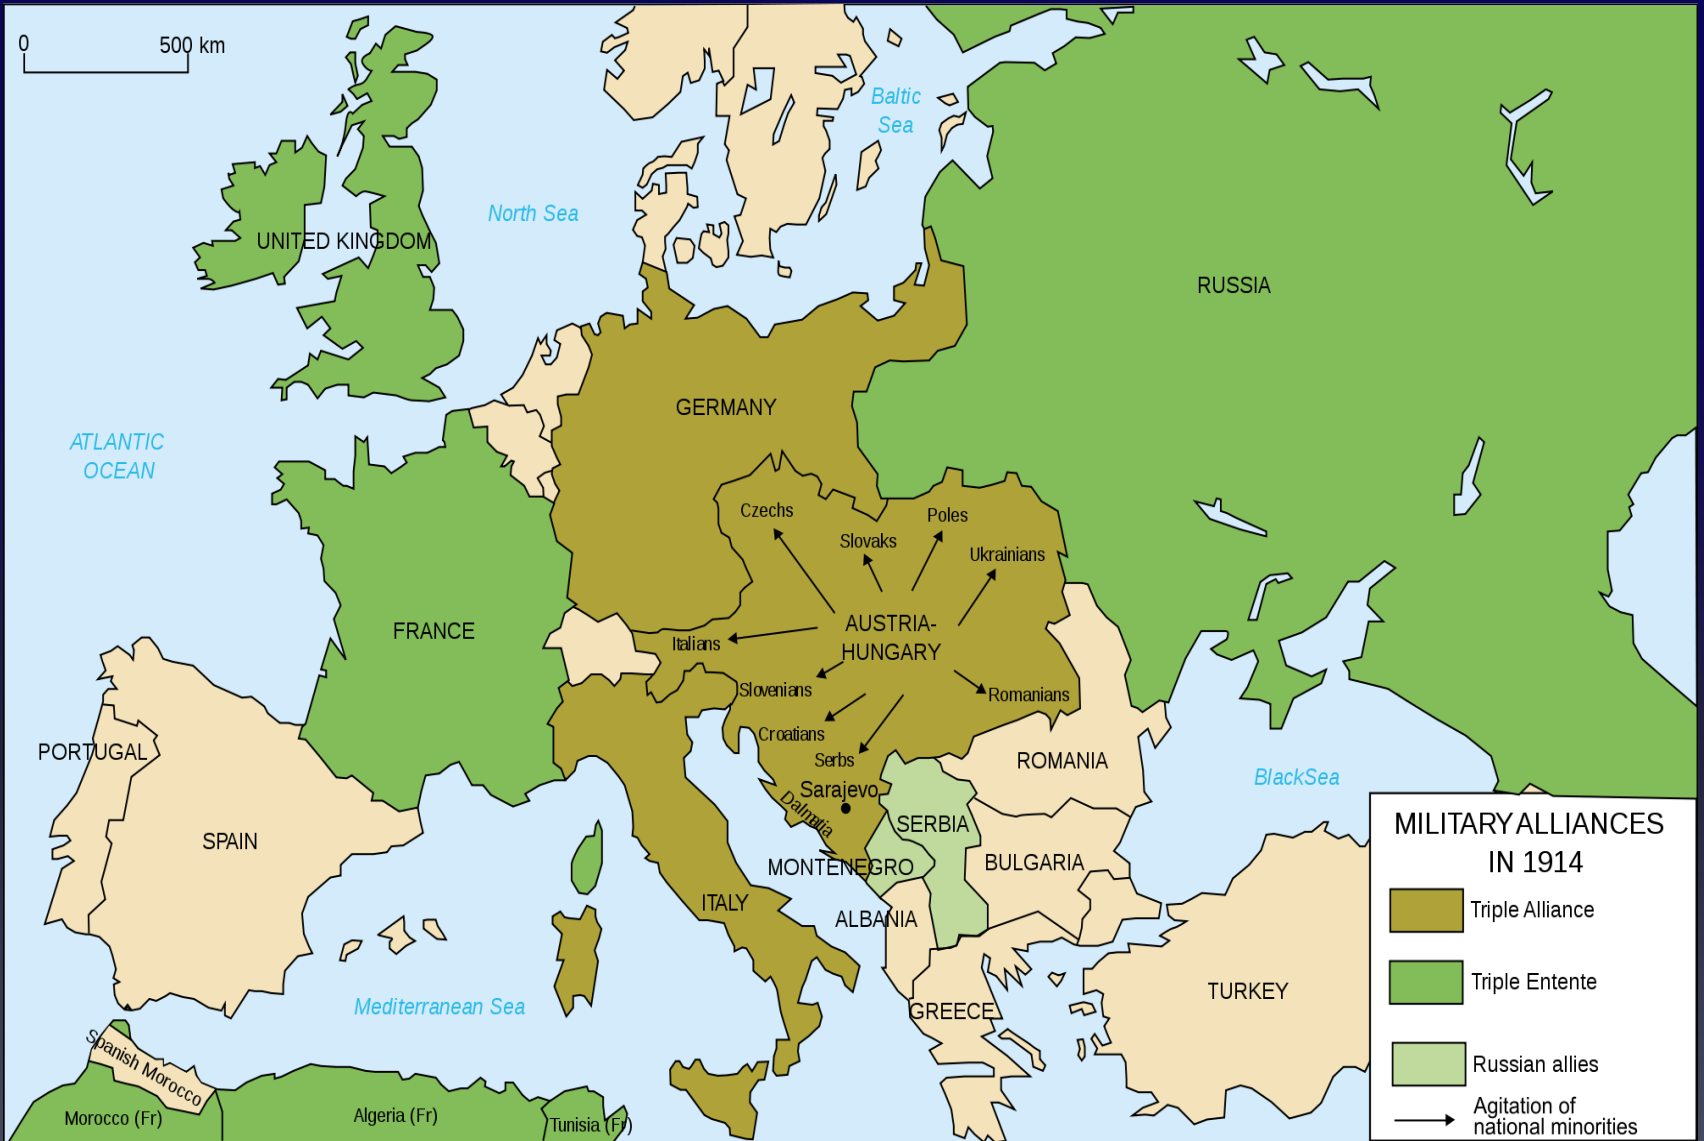 0 500 km
Baltic
Sea
North Sea
UNITED KINGDOM
RUSSIA
GERMANY
ATLANTIC
OCEAN
Czechs
Poles
Slovaks
Ukrainians
FRANCE
AUSTRIA-
HUNGARY
Italians
Slovenians
Romanians
Croatians
Serbs
PORTUGAL
ROMANIA
BlackSea
Sarajevo
Dalmatia
SPAIN
SERBIA
MONTENEGRO
BULGARIA
ITALY
ALBANIA
Mediterranean Sea
GREECE
TURKEY
Spanish Morocco
Morocco (Fr)
Algeria (Fr)
Tunisia (Fr)
MILITARY ALLIANCES
IN 1914
Triple Alliance
Triple Entente
Russian allies
Agitation of
national minorities